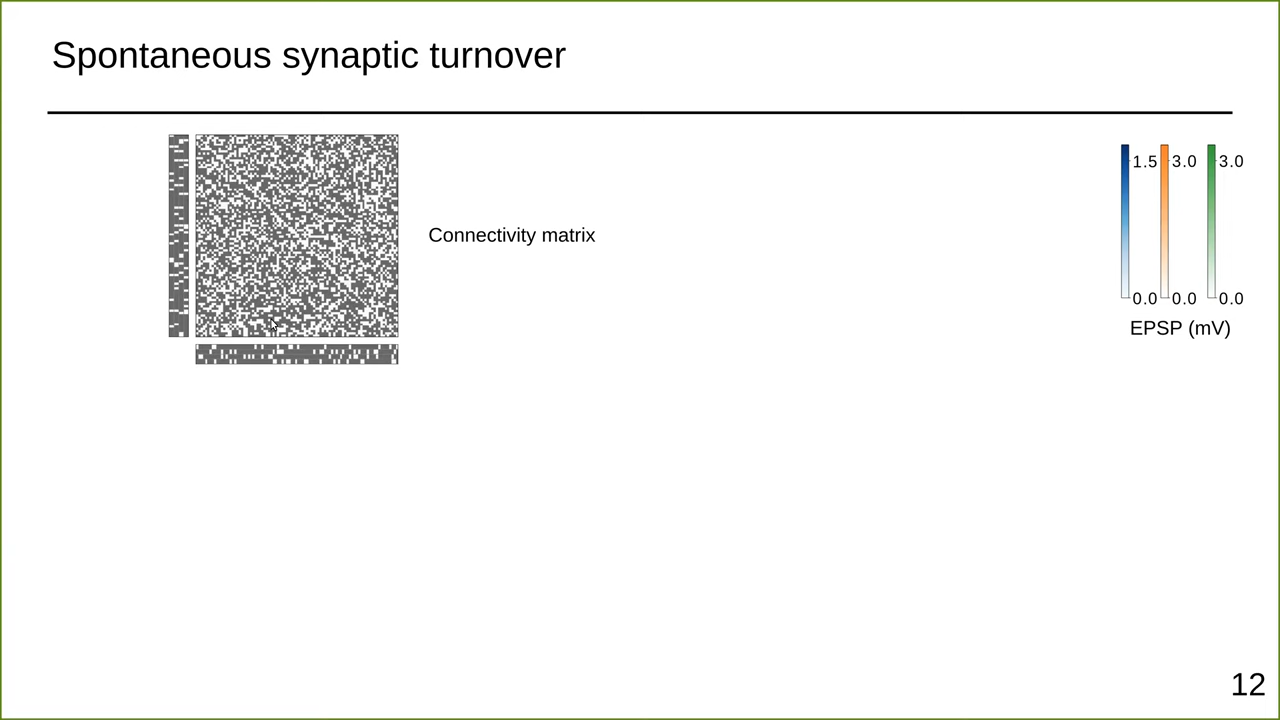 Spontaneous synaptic turnover
Connectivity matrix
1.5 3.0 3.0
0.0 0.0 0.0
EPSP (mV)
12